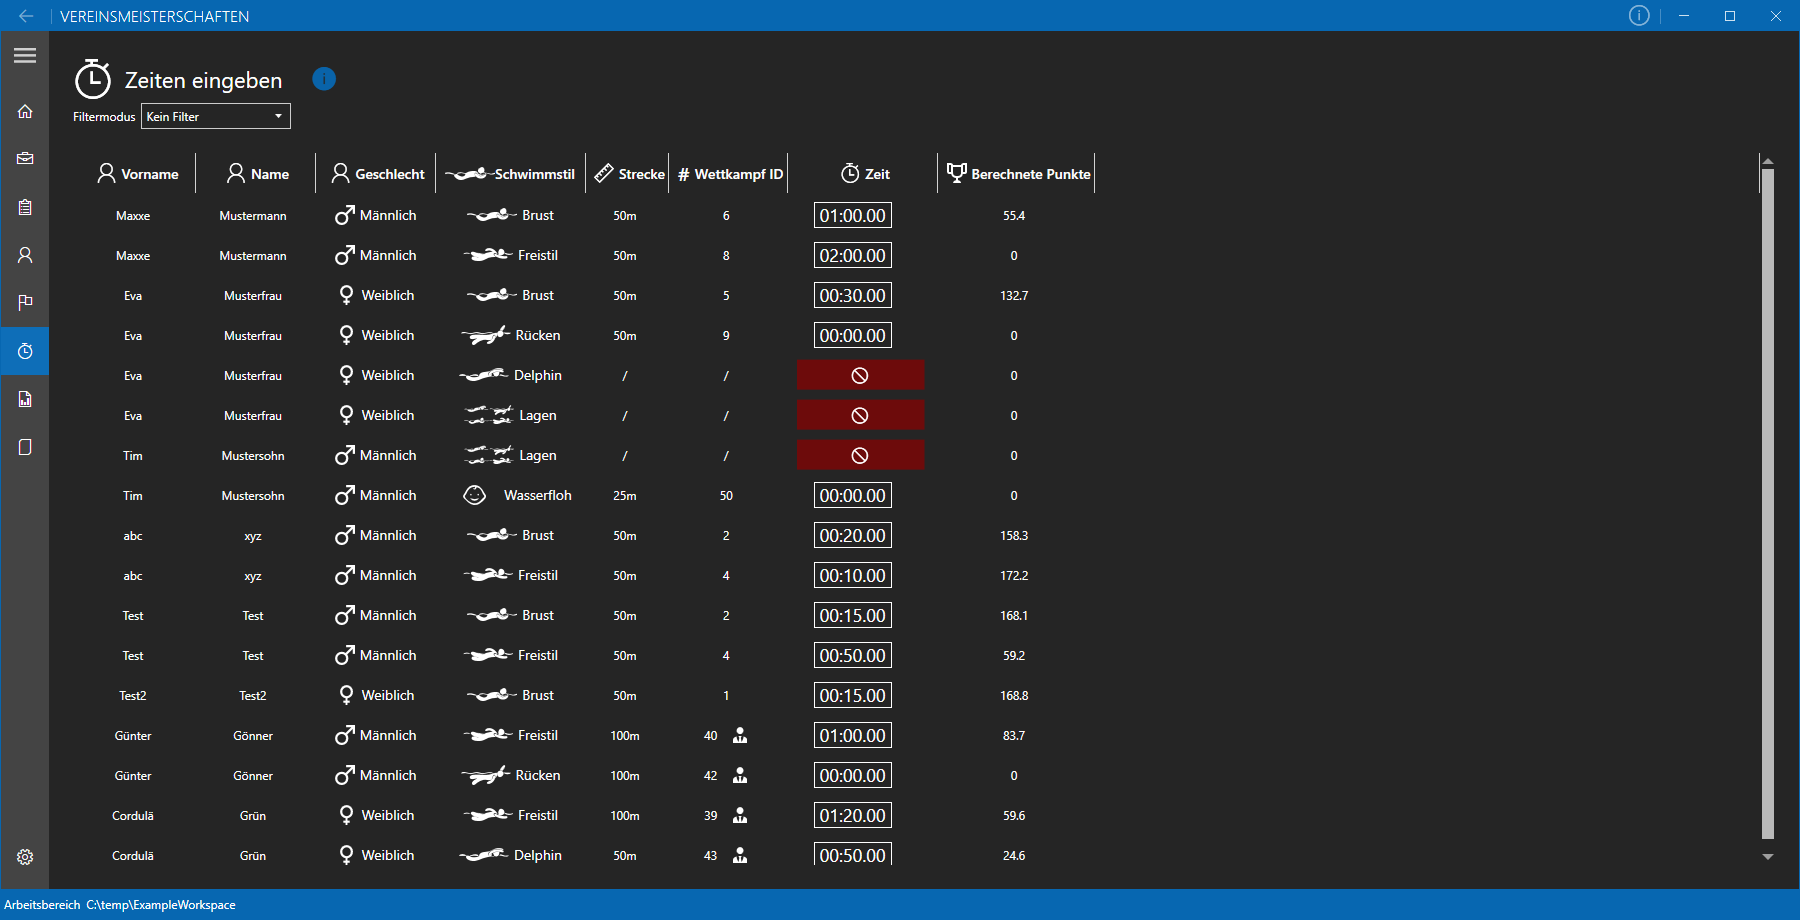 VEREINSMEISTERSCHAFTEN
Zeiten eingeben
Filtermodus Kein Filter
Vorname Name Geschlecht Schwimmstil Strecke # Wettkampf ID Zeit Berechnete Punkte
Maxxe Mustermann Männlich Brust 50m 6 01:00.00 55.4
Maxxe Mustermann Männlich Freistil 50m 8 02:00.00 0
Eva Musterfrau Weiblich Brust 50m 5 00:30.00 132.7
Eva Musterfrau Weiblich Rücken 50m 9 00:00.00 0
Eva Musterfrau Weiblich Delphin / / 0
Eva Musterfrau Weiblich Lagen / / 0
Tim Mustersohn Männlich Lagen / / 0
Tim Mustersohn Männlich Wasserfloh 25m 50 00:00.00 0
abc xyz Männlich Brust 50m 2 00:20.00 158.3
abc xyz Männlich Freistil 50m 4 00:10.00 172.2
Test Test Männlich Brust 50m 2 00:15.00 168.1
Test Test Männlich Freistil 50m 4 00:50.00 59.2
Test2 Test2 Weiblich Brust 50m 1 00:15.00 168.8
Günter Gönner Männlich Freistil 100m 40 01:00.00 83.7
Günter Gönner Männlich Rücken 100m 42 00:00.00 0
Cordulä Grün Weiblich Freistil 100m 39 01:20.00 59.6
Cordulä Grün Weiblich Delphin 50m 43 00:50.00 24.6
Arbeitsbereich C:\temp\ExampleWorkspace